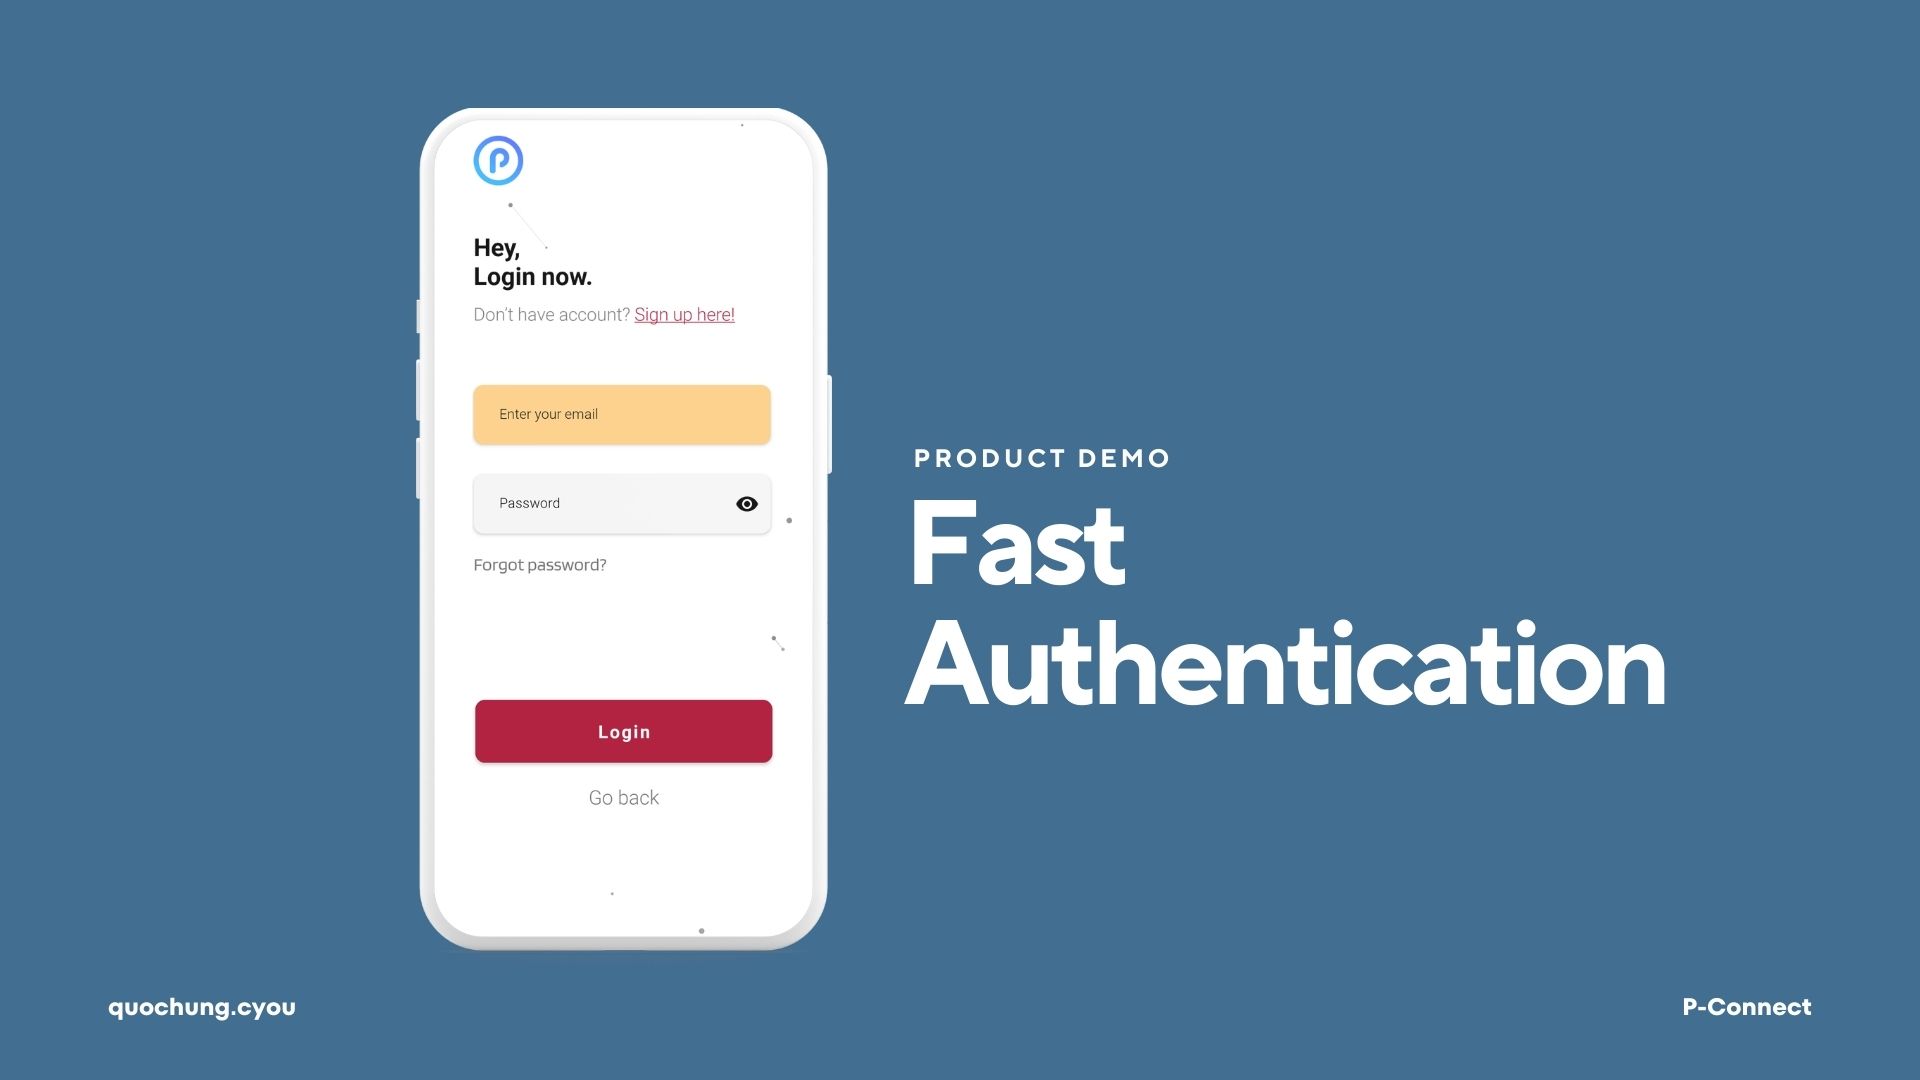 P
Hey,
Login now.
Don't have account? Sign up here!
Enter your email
Password
Forgot password?
Login
Go back
PRODUCT DEMO
Fast
Authentication
quochung.cyou
P-Connect